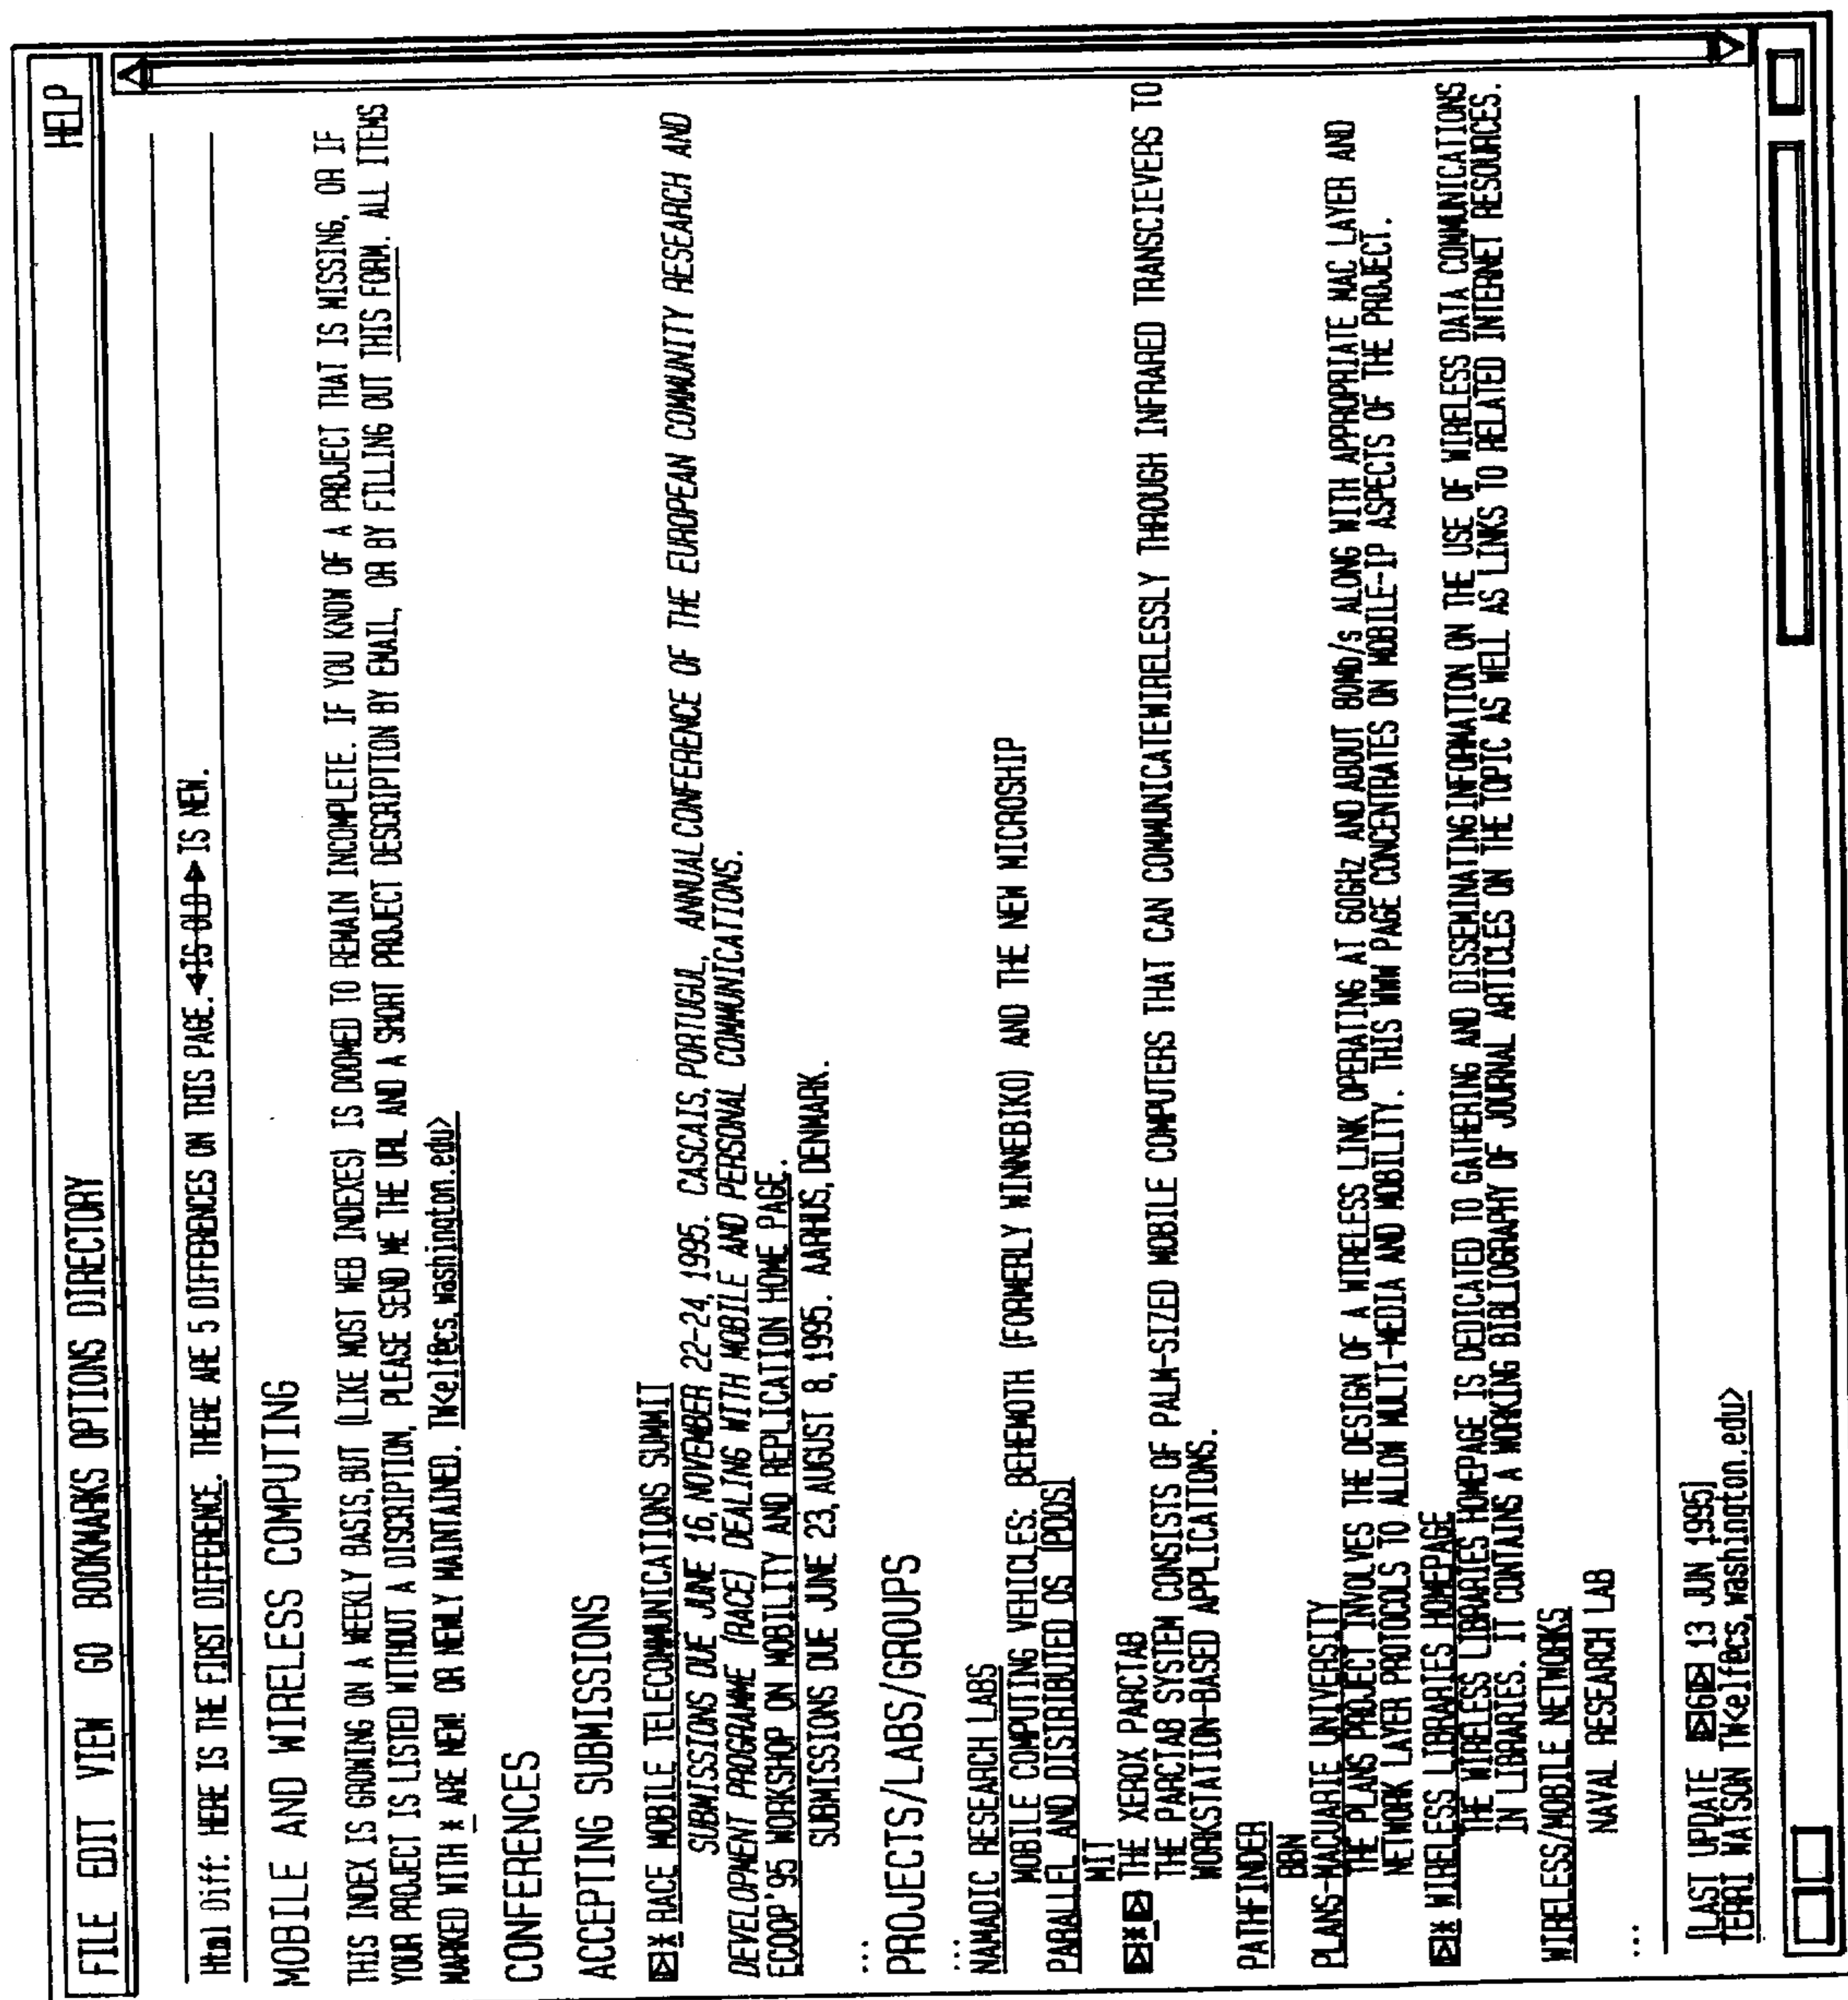 FILE EDIT VIEW GO BOOKMARKS OPTIONS DIRECTORY HELP
Html Diff: HERE IS THE FIRST DIFFERENCE. THERE ARE 5 DIFFERENCES ON THIS PAGE. IS OLD IS NEW.
MOBILE AND WIRELESS COMPUTING
THIS INDEX IS GROWING ON A WEEKLY BASIS, BUT (LIKE MOST WEB INDEXES) IS DOOMED TO REMAIN INCOMPLETE. IF YOU KNOW OF A PROJECT THAT IS MISSING, OR IF
YOUR PROJECT IS LISTED WITHOUT A DISCRIPTION, PLEASE SEND ME THE URL AND A SHORT PROJECT DESCRIPTION BY EMAIL, OR BY FILLING OUT THIS FORM. ALL ITEMS
MARKED WITH * ARE NEW! OR NEWLY MAINTAINED. TW<elf@cs.washington.edu>
CONFERENCES
ACCEPTING SUBMISSIONS
* RACE MOBILE TELECOMMUNICATIONS SUMMIT
SUBMISSIONS DUE JUNE 16, NOVEMBER 22-24, 1995. CASCAIS, PORTUGUL, ANNUAL CONFERENCE OF THE EUROPEAN COMMUNITY RESEARCH AND
DEVELOPMENT PROGRAMME (RACE) DEALING WITH MOBILE AND PERSONAL COMMUNICATIONS.
ECOOP'95 WORKSHOP ON MOBILITY AND REPLICATION HOME PAGE.
SUBMISSIONS DUE JUNE 23, AUGUST 8, 1995. AARHUS, DENMARK.
...
PROJECTS/LABS/GROUPS
...
NAMADIC RESEARCH LABS
MOBILE COMPUTING VEHICLES: BEHEMOTH (FORMERLY WINNEBIKO) AND THE NEW MICROSHIP
PARALLEL AND DISTRIBUTED OS (PDOS)
MIT
* THE XEROX PARCTAB
THE PARCTAB SYSTEM CONSISTS OF PALM-SIZED MOBILE COMPUTERS THAT CAN COMMUNICATEWIRELESSLY THROUGH INFRARED TRANSCIEVERS TO
WORKSTATION-BASED APPLICATIONS.
PATHFINDER
BBN
PLANS-MACUARIE UNIVERSITY
THE PLANS PROJECT INVOLVES THE DESIGN OF A WIRELESS LINK OPERATING AT 60GHz AND ABOUT 80Mb/s ALONG WITH APPROPRIATE MAC LAYER AND
NETWORK LAYER PROTOCOLS TO ALLOW MULTI-MEDIA AND MOBILITY. THIS WWW PAGE CONCENTRATES ON MOBILE-IP ASPECTS OF THE PROJECT.
* WIRELESS LIBRARIES HOMEPAGE
THE WIRELESS LIBRARIES HOMEPAGE IS DEDICATED TO GATHERING AND DISSEMINATING INFORMATION ON THE USE OF WIRELESS DATA COMMUNICATIONS
IN LIBRARIES. IT CONTAINS A WORKING BIBLIOGRAPHY OF JOURNAL ARTICLES ON THE TOPIC AS WELL AS LINKS TO RELATED INTERNET RESOURCES.
WIRELESS/MOBILE NETWORKS
NAVAL RESEARCH LAB
...
(LAST UPDATE 6 13 JUN 1995)
TERRI WATSON TW<elf@cs.washington.edu>